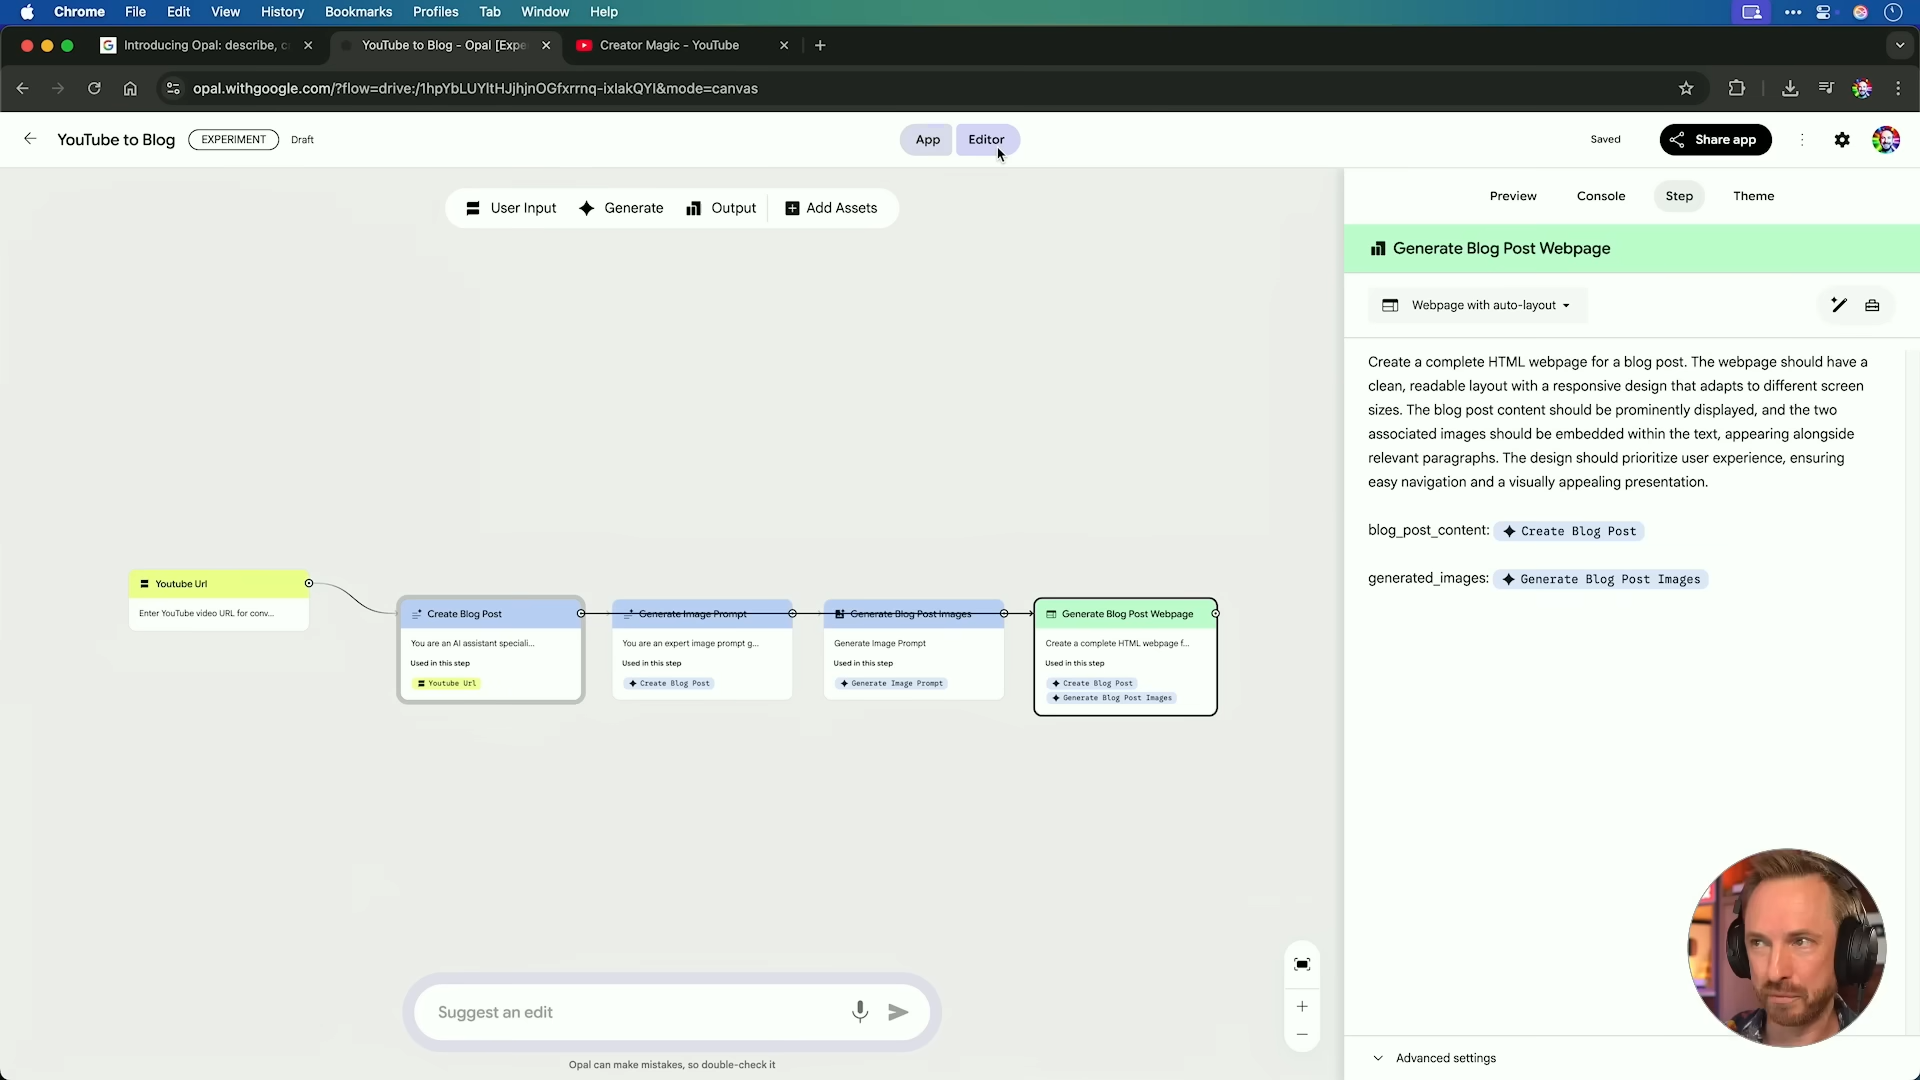 Chrome File Edit View History Bookmarks Profiles Tab Window Help
Introducing Opal: describe, c
YouTube to Blog - Opal [Expe
Creator Magic - YouTube
opal.withgoogle.com/?flow=drive:/1hpYbLUYltHJjhjnOGfxrrnq-ixlakQYI&mode=canvas
YouTube to Blog EXPERIMENT Draft
App Editor
Saved Share app
User Input Generate Output Add Assets
Preview Console Step Theme
Generate Blog Post Webpage
Webpage with auto-layout
Create a complete HTML webpage for a blog post. The webpage should have a
clean, readable layout with a responsive design that adapts to different screen
sizes. The blog post content should be prominently displayed, and the two
associated images should be embedded within the text, appearing alongside
relevant paragraphs. The design should prioritize user experience, ensuring
easy navigation and a visually appealing presentation.
blog_post_content: Create Blog Post
generated_images: Generate Blog Post Images
Youtube Url
Enter YouTube video URL for conv...
Create Blog Post
You are an AI assistant speciali...
Used in this step
Youtube Url
Generate Image Prompt
You are an expert image prompt g...
Used in this step
Create Blog Post
Generate Blog Post Images
Generate Image Prompt
Used in this step
Generate Image Prompt
Generate Blog Post Webpage
Create a complete HTML webpage f...
Used in this step
Create Blog Post
Generate Blog Post Images
Suggest an edit
Opal can make mistakes, so double-check it
Advanced settings